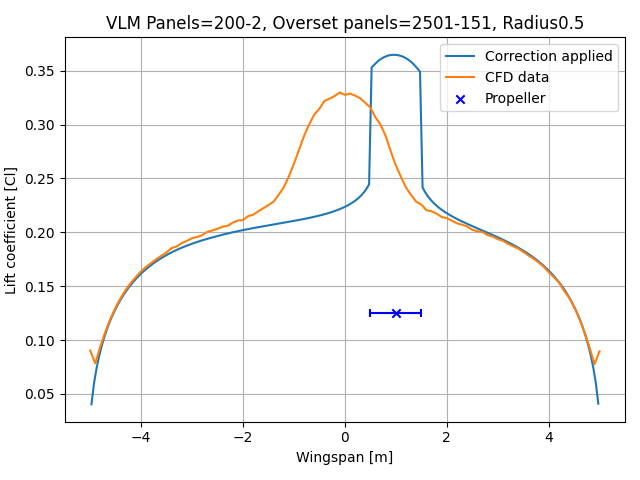 VLM Panels=200-2, Overset panels=2501-151, Radius0.5
Correction applied
CFD data
Propeller
Lift coefficient [Cl]
0.35
0.30
0.25
0.20
0.15
0.10
0.05
−4 −2 0 2 4
Wingspan [m]